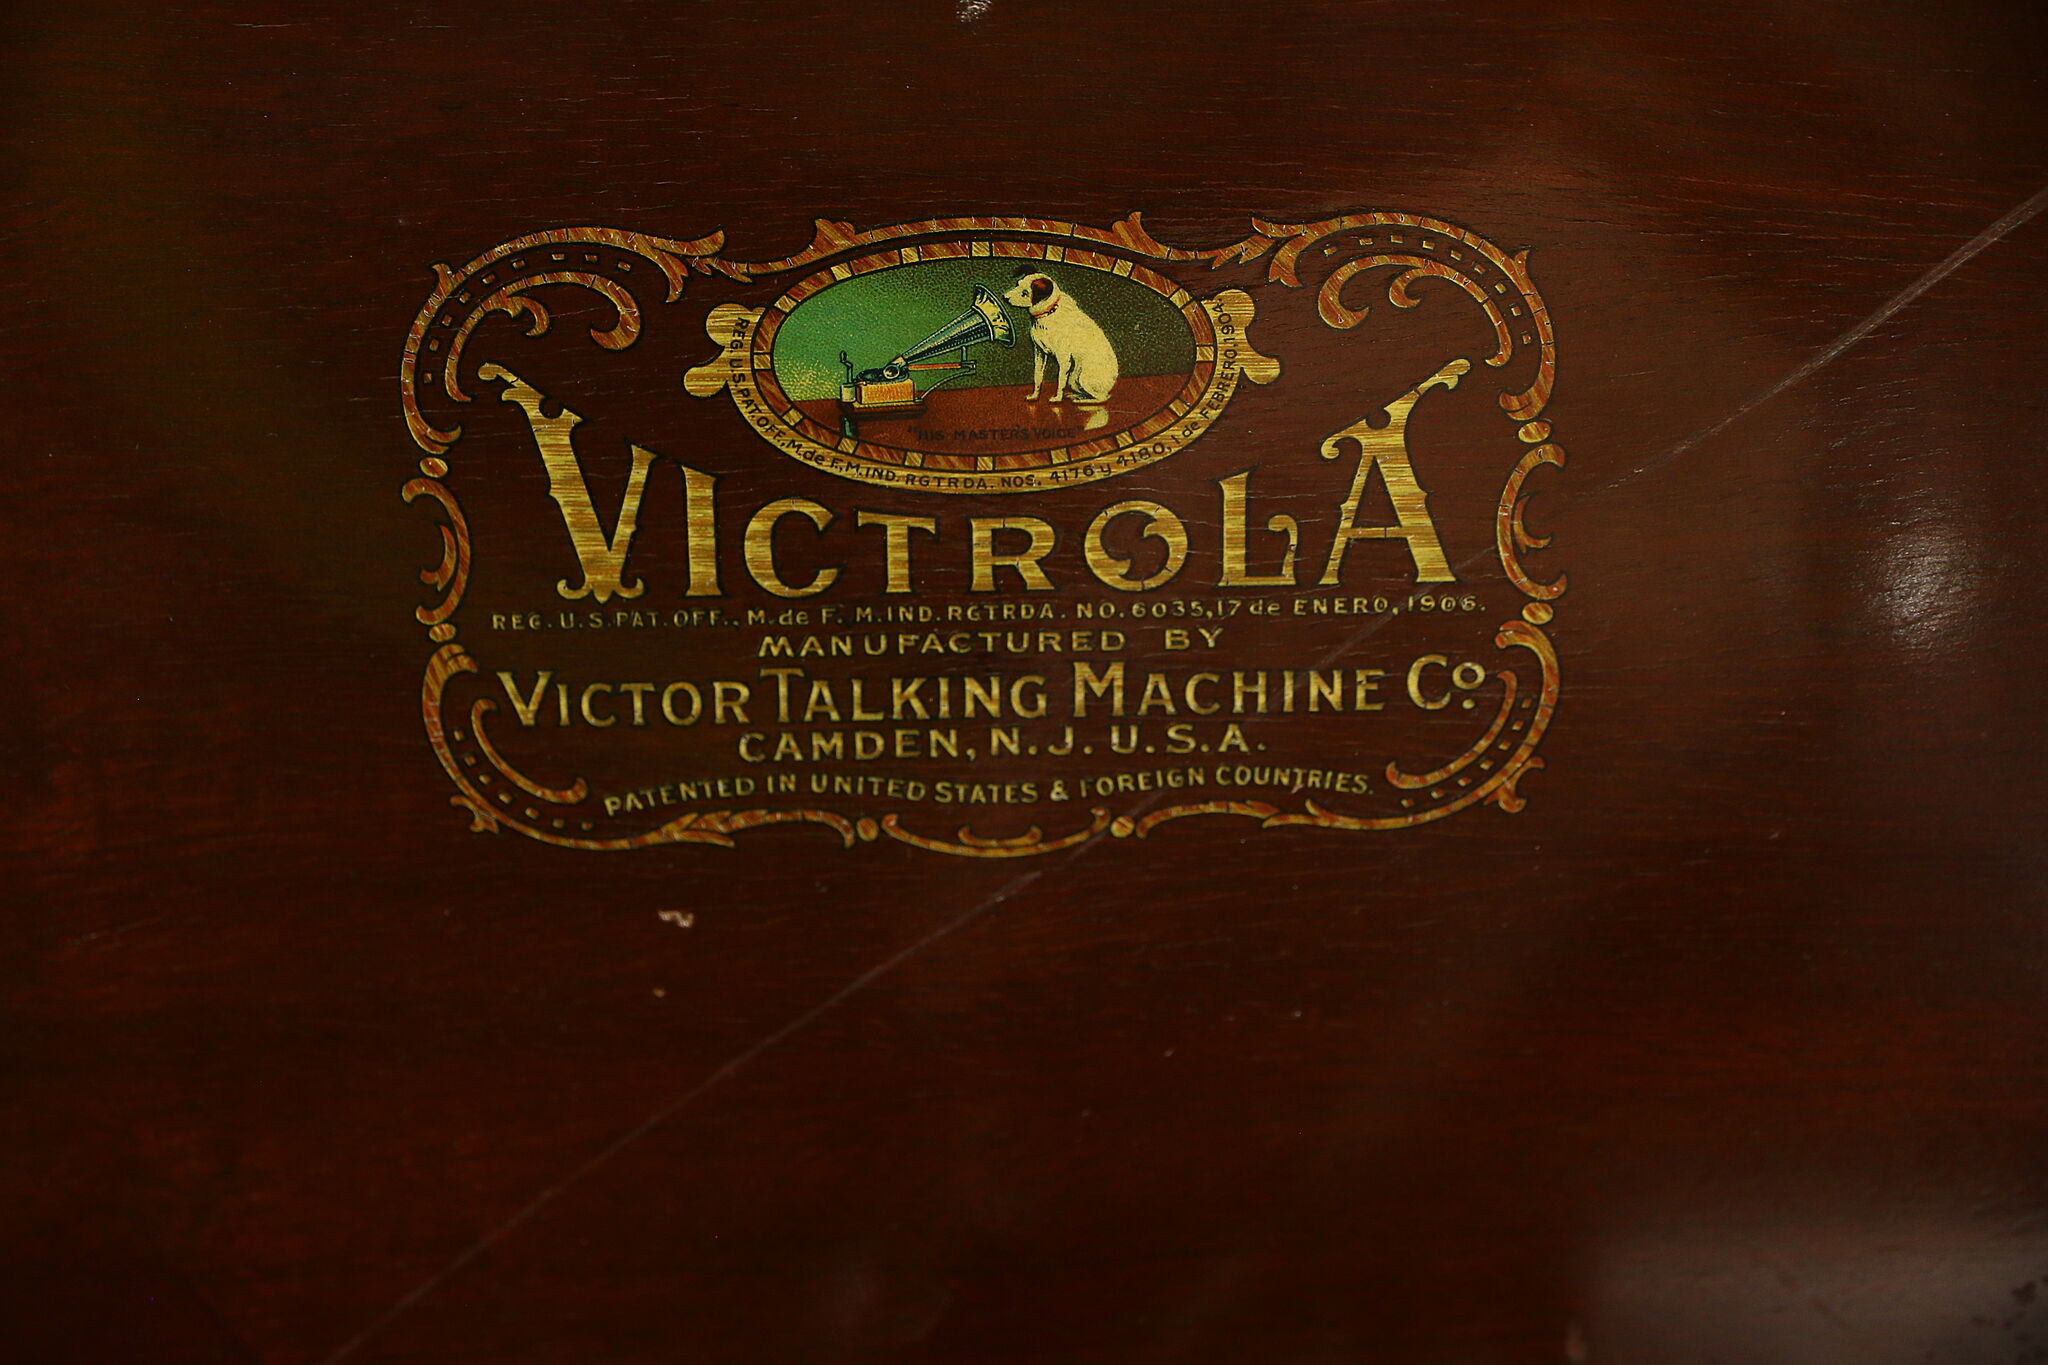 "HIS MASTER'S VOICE"
REG. U.S. PAT. OFF., M. de F., M. IND. RGTRDA. NOS. 4176 y 4180, 1 de FEBRERO, 1904
VICTROLA
REG. U.S. PAT. OFF., M. de F. M. IND. RGTRDA. NO. 6035, 17 de ENERO, 1906.
MANUFACTURED BY
VICTOR TALKING MACHINE Co.
CAMDEN, N.J. U.S.A.
PATENTED IN UNITED STATES & FOREIGN COUNTRIES.